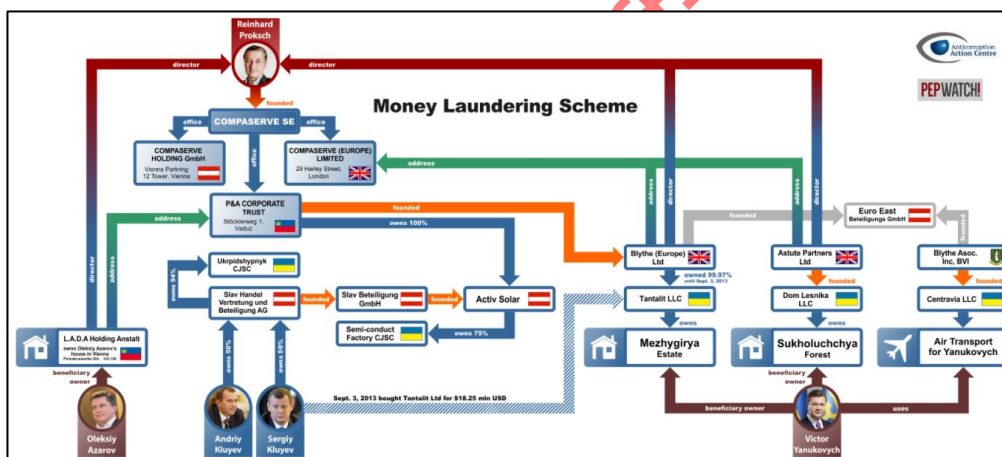 Reinhard
Proksch
director
director
founded
Money Laundering Scheme
Anticorruption
Action Centre
PEPWATCH!
COMPASERVE SE
office
office
office
COMPASERVE
HOLDING GmbH
Vienna Parkring
12 Tower, Vienna
COMPASERVE (EUROPE)
LIMITED
29 Harley Street,
London
address
P&A CORPORATE
TRUST
Stöcklerweg 1,
Vaduz
founded
owns 100%
address
director
address
director
address
director
address
founded
founded
Euro East
Beteiligungs GmbH
Ukrpidshypnyk
CJSC
owns 94%
Slav Handel
Vertretung und
Beteiligung AG
founded
Slav Beteiligung
GmbH
founded
Activ Solar
Semi-conduct
Factory CJSC
owns 75%
Blythe (Europe)
Ltd
Astute Partners
Ltd
Blythe Asoc.
Inc, BVI
owned 99.97%
until Sept. 3, 2013
founded
founded
Tantalit LLC
Dom Lesnika
LLC
Centravia LLC
owns
owns
L.A.D.A Holding Anstalt
owns Oleksiy Azarov's
house in Vienna
Mezhygirya
Estate
Sukholuchchya
Forest
Air Transport
for Yanukovych
owns 50%
owns 50%
beneficiary
owner
beneficiary
owner
Sept. 3, 2013 bought Tantalit Ltd for $18.25 mln USD
beneficiary owner
uses
Oleksiy
Azarov
Andriy
Kluyev
Sergiy
Kluyev
Victor
Yanukovych